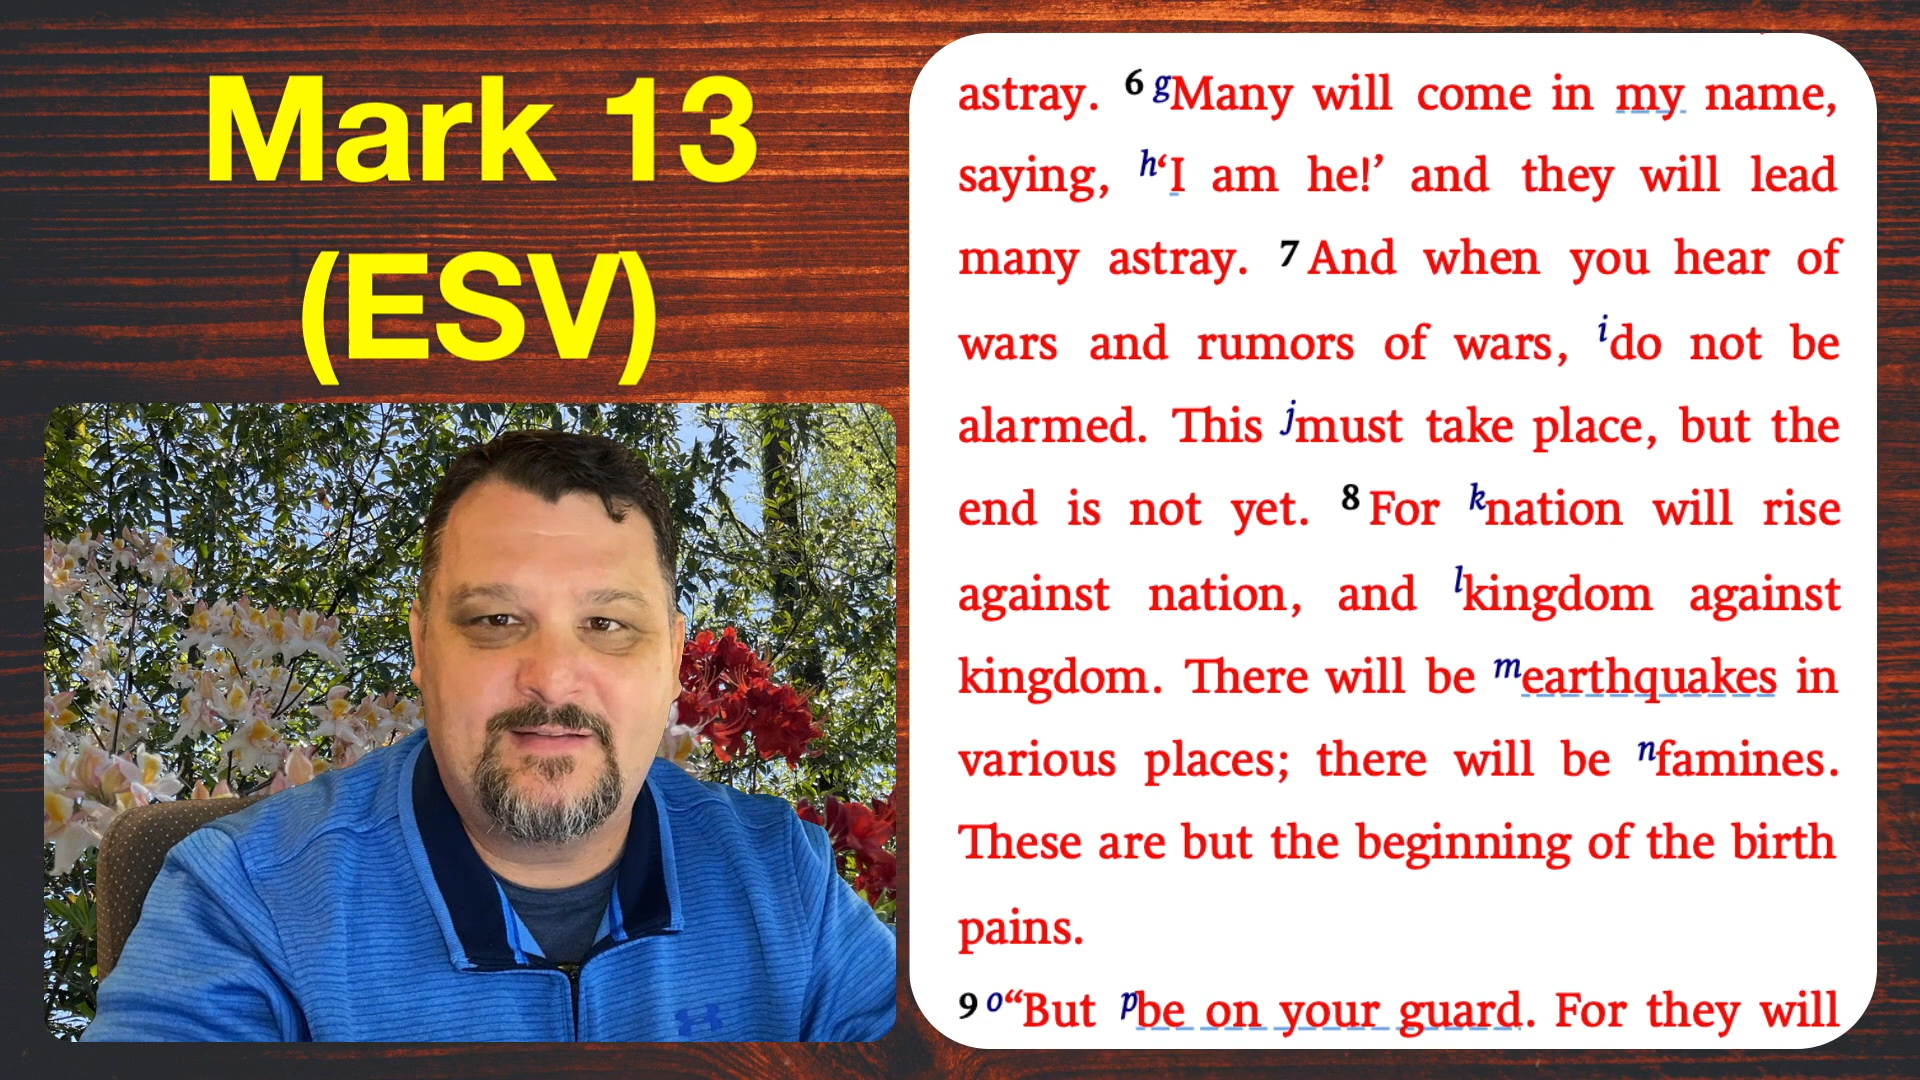 Mark 13
(ESV)
astray. 6 gMany will come in my name,
saying, h‘I am he!’ and they will lead
many astray. 7 And when you hear of
wars and rumors of wars, ido not be
alarmed. This jmust take place, but the
end is not yet. 8 For knation will rise
against nation, and lkingdom against
kingdom. There will be mearthquakes in
various places; there will be nfamines.
These are but the beginning of the birth
pains.
9 o“But pbe on your guard. For they will